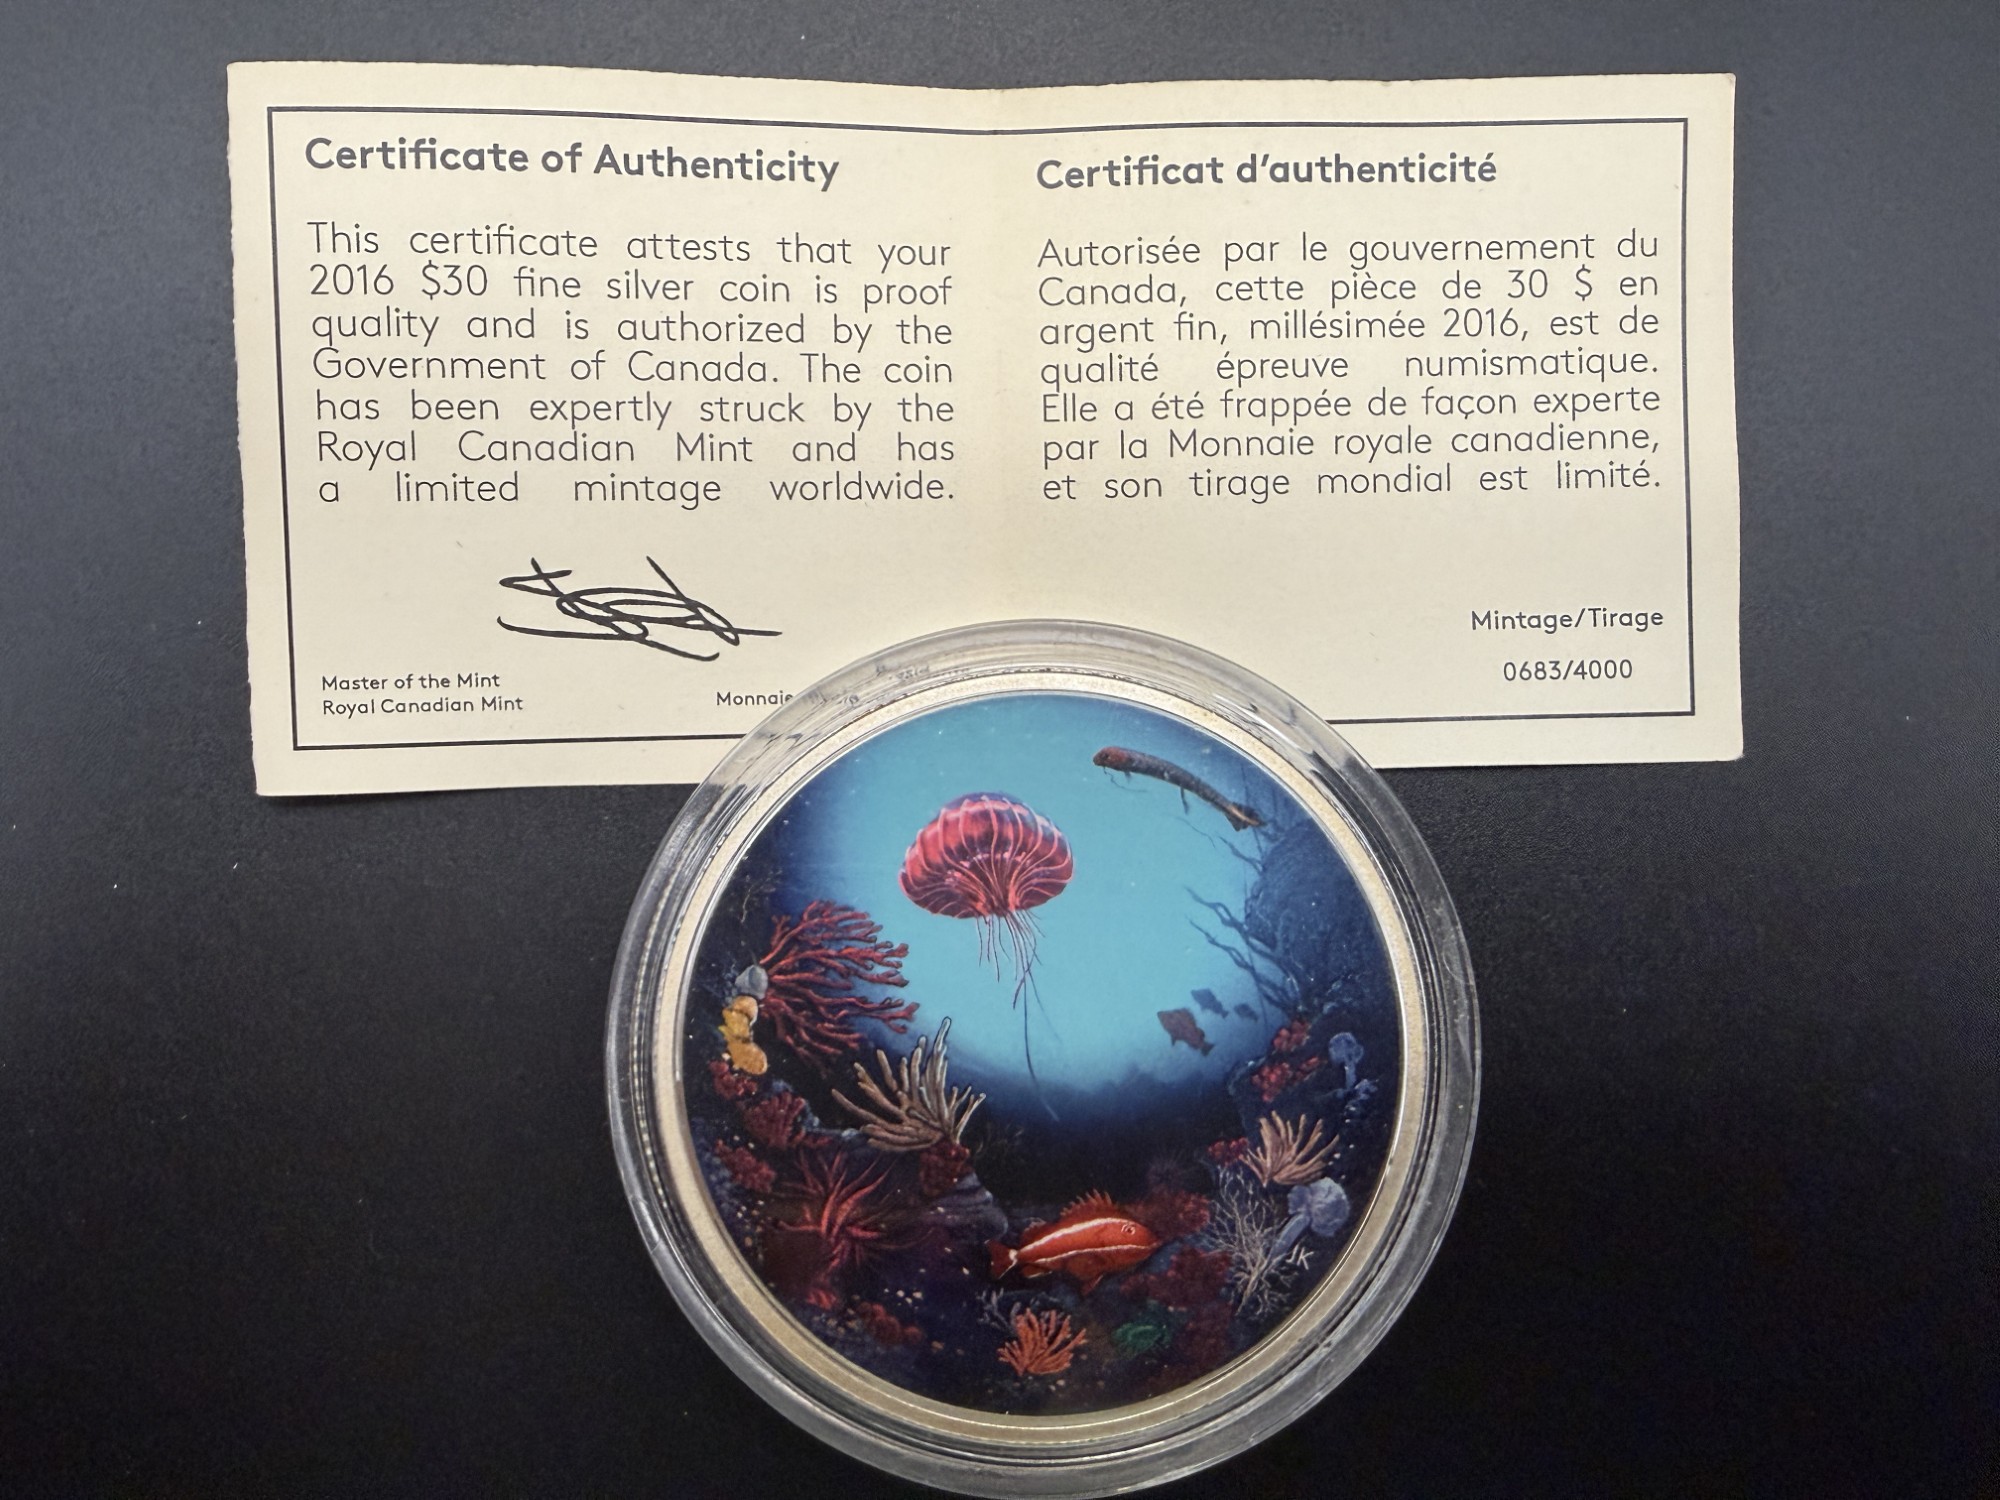 Certificate of Authenticity
This certificate attests that your
2016 $30 fine silver coin is proof
quality and is authorized by the
Government of Canada. The coin
has been expertly struck by the
Royal Canadian Mint and has
a limited mintage worldwide.
Master of the Mint
Royal Canadian Mint
Monnaie
Certificat d'authenticité
Autorisée par le gouvernement du
Canada, cette pièce de 30 $ en
argent fin, millésimée 2016, est de
qualité épreuve numismatique.
Elle a été frappée de façon experte
par la Monnaie royale canadienne,
et son tirage mondial est limité.
Mintage/Tirage
0683/4000
JK